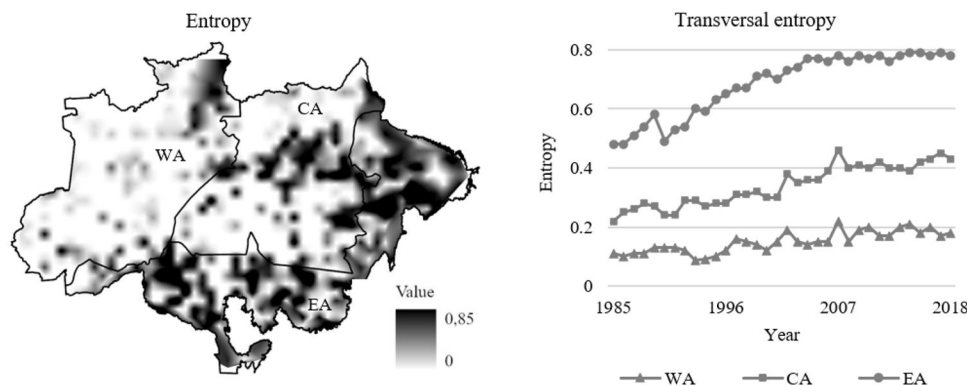 Entropy
WA
CA
EA
Value
0,85
0
Transversal entropy
Entropy
0.8
0.6
0.4
0.2
0
1985 1996 2007 2018
Year
WA CA EA